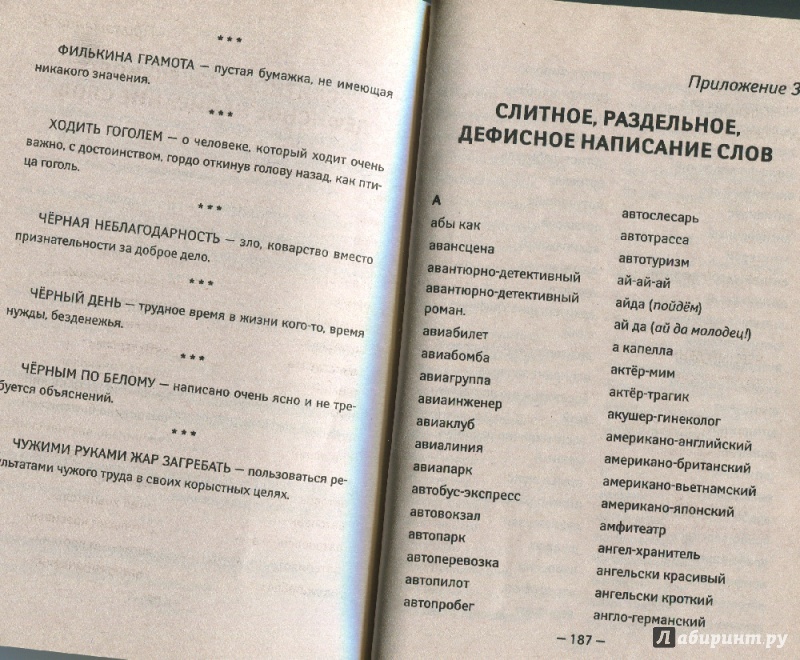 ***
ФИЛЬКИНА ГРАМОТА — пустая бумажка, не имеющая
никакого значения.
***
ХОДИТЬ ГОГОЛЕМ — о человеке, который ходит очень
важно, с достоинством, гордо откинув голову назад, как пти-
ца гоголь.
***
ЧЁРНАЯ НЕБЛАГОДАРНОСТЬ — зло, коварство вместо
признательности за доброе дело.
***
ЧЁРНЫЙ ДЕНЬ — трудное время в жизни кого-то, время
нужды, безденежья.
***
ЧЁРНЫМ ПО БЕЛОМУ — написано очень ясно и не тре-
буется объяснений.
***
ЧУЖИМИ РУКАМИ ЖАР ЗАГРЕБАТЬ — пользоваться ре-
льтатами чужого труда в своих корыстных целях.
Приложение 3
СЛИТНОЕ, РАЗДЕЛЬНОЕ,
ДЕФИСНОЕ НАПИСАНИЕ СЛОВ
А
абы как
авансцена
авантюрно-детективный
авантюрно-детективный
роман.
авиабилет
авиабомба
авиагруппа
авиаинженер
авиаклуб
авиалиния
авиапарк
автобус-экспресс
автовокзал
автопарк
автоперевозка
автопилот
автопробег
автослесарь
автотрасса
автотуризм
ай-ай-ай
айда (пойдём)
ай да (ай да молодец!)
а капелла
актёр-мим
актёр-трагик
акушер-гинеколог
американо-английский
американо-британский
американо-вьетнамский
американо-японский
амфитеатр
ангел-хранитель
ангельски красивый
ангельски кроткий
англо-германский
— 187 —
Лабиринт.ру